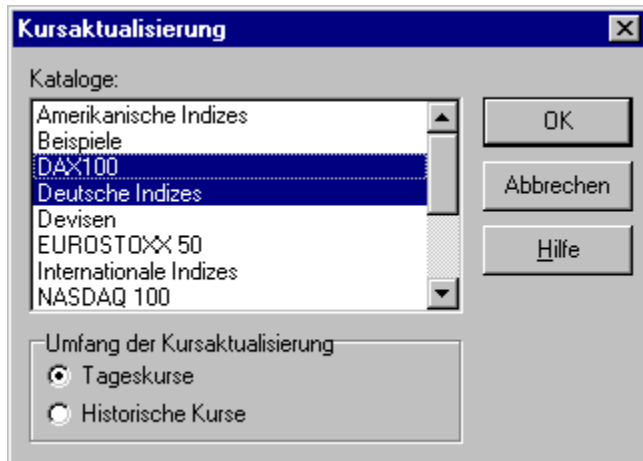 Kursaktualisierung
Kataloge:
Amerikanische Indizes
Beispiele
DAX100
Deutsche Indizes
Devisen
EUROSTOXX 50
Internationale Indizes
NASDAQ 100
OK
Abbrechen
Hilfe
Umfang der Kursaktualisierung
Tageskurse
Historische Kurse